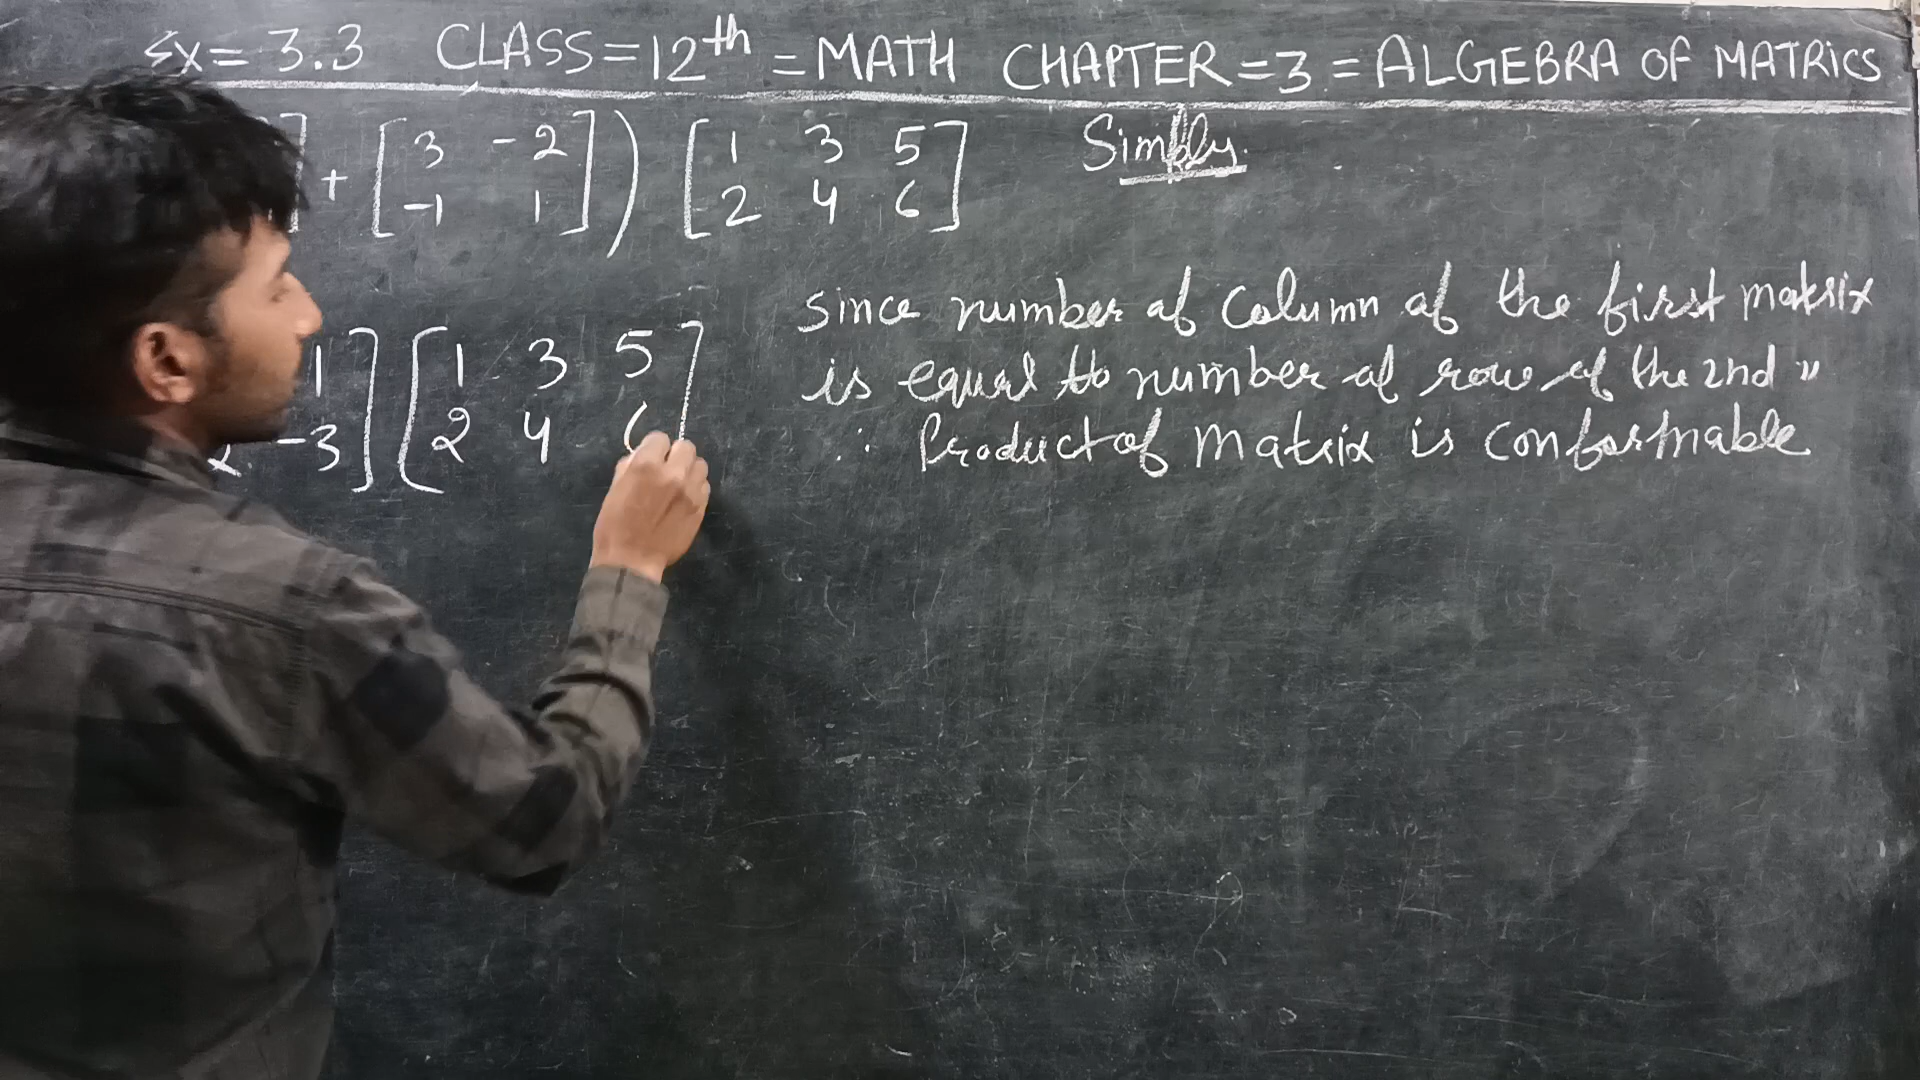 Ex = 3.3 CLASS = 12th = MATH CHAPTER = 3 = ALGEBRA OF MATRICS
] + [ 3 -2 ] ) [ 1 3 5 ] Simply.
-1 1 2 4 6
since number of column of the first matrix
1 ] [ 1 3 5 ]
is equal to number of row of the 2nd "
-3 2 4 6
∴ Product of matrix is conformable